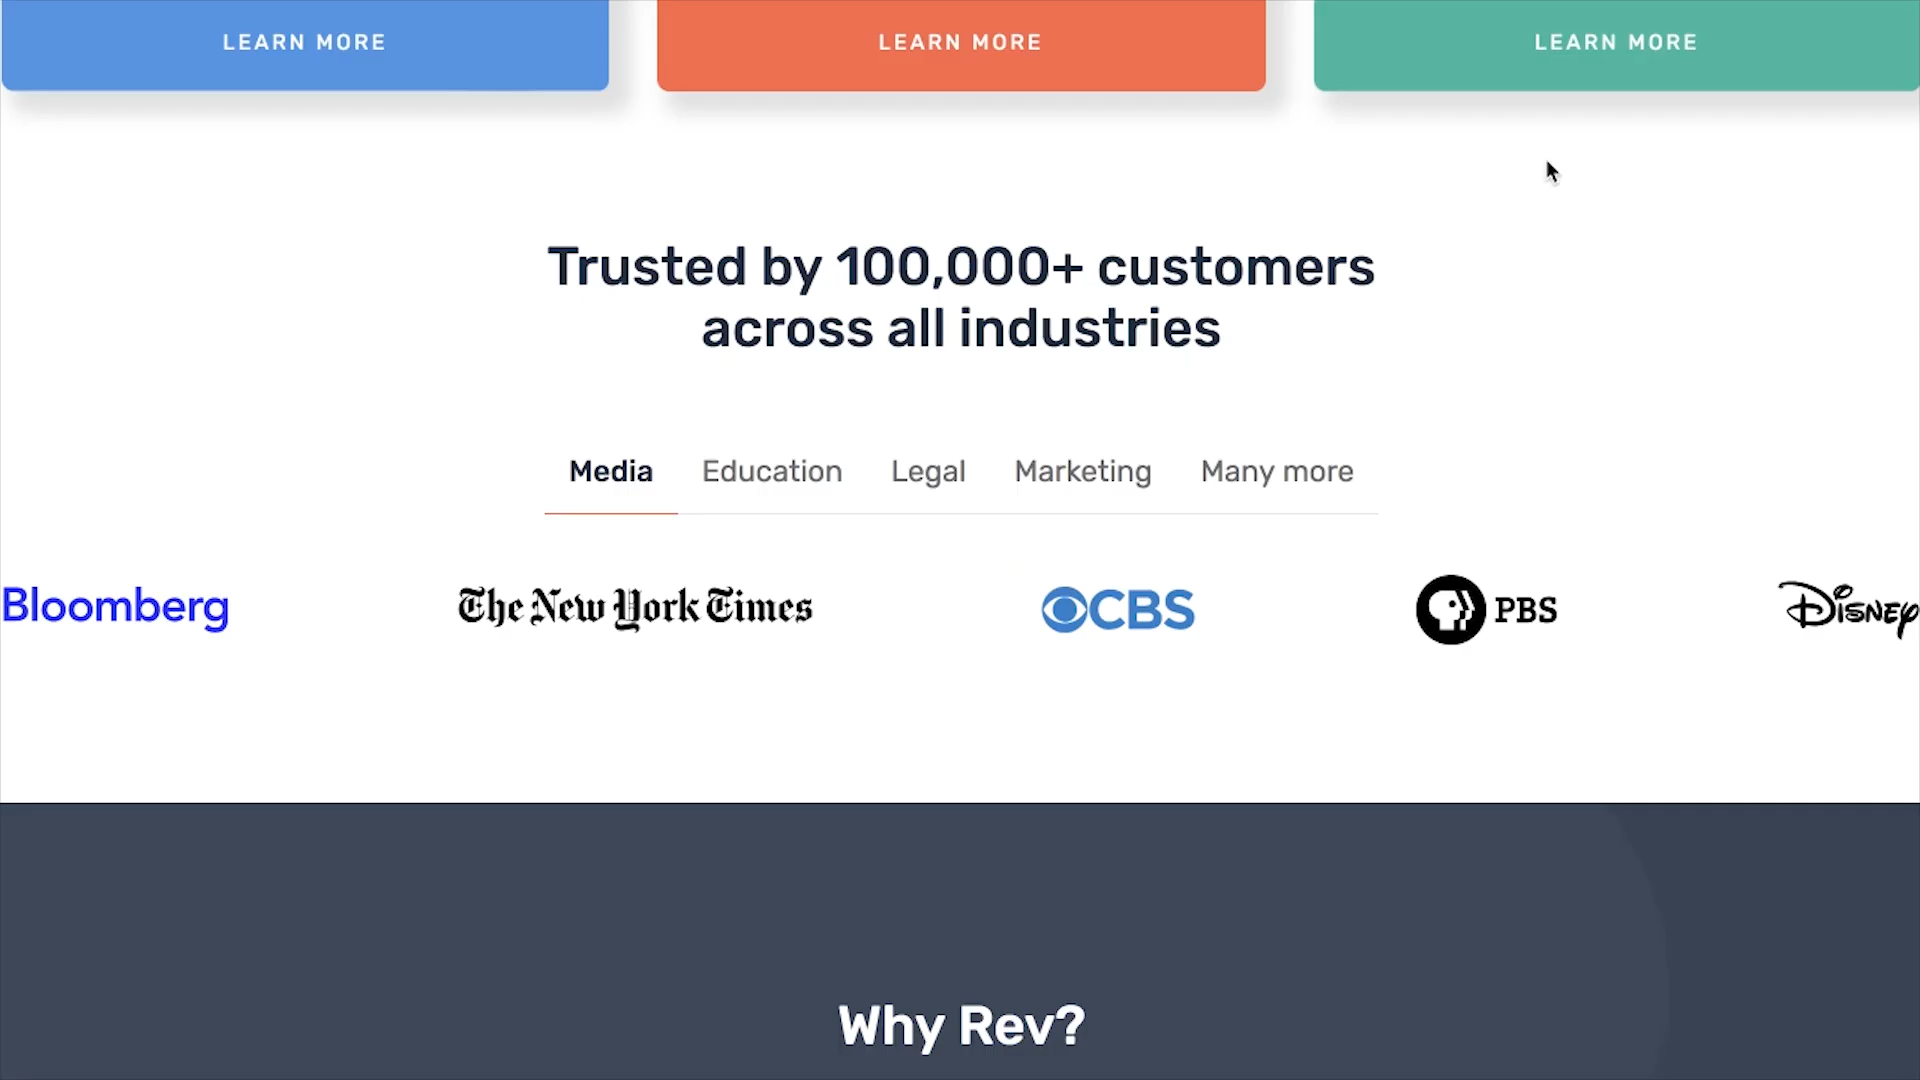 LEARN MORE LEARN MORE LEARN MORE
Trusted by 100,000+ customers
across all industries
Media Education Legal Marketing Many more
Bloomberg The New York Times CBS PBS DISNEY
Why Rev?